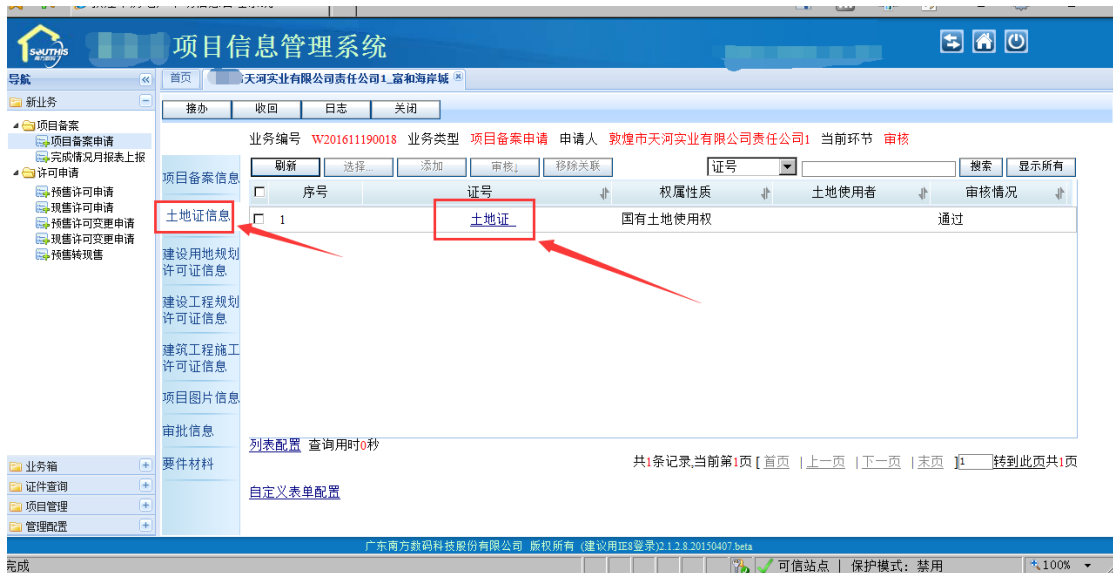 SOUTHIS
南方数码
项目信息管理系统
导航
首页
天河实业有限公司责任公司1_富和海岸城
新业务
项目备案
项目备案申请
完成情况月报表上报
许可申请
预售许可申请
现售许可申请
预售许可变更申请
现售许可变更申请
预售转现售
业务箱
证件查询
项目管理
管理配置
接办 收回 日志 关闭
业务编号 W201611190018 业务类型 项目备案申请 申请人 敦煌市天河实业有限公司责任公司1 当前环节 审核
项目备案信息
土地证信息
建设用地规划
许可证信息
建设工程规划
许可证信息
建筑工程施工
许可证信息
项目图片信息
审批信息
要件材料
刷新 选择... 添加 审核↓ 移除关联 证号 搜索 显示所有
序号 证号 权属性质 土地使用者 审核情况
1 土地证 国有土地使用权 通过
列表配置 查询用时0秒
共1条记录,当前第1页 [ 首页 | 上一页 | 下一页 | 末页 ]1 转到此页共1页
自定义表单配置
广东南方数码科技股份有限公司 版权所有 (建议用IE8登录)2.1.2.8.20150407.beta
完成 可信站点 | 保护模式: 禁用 100%